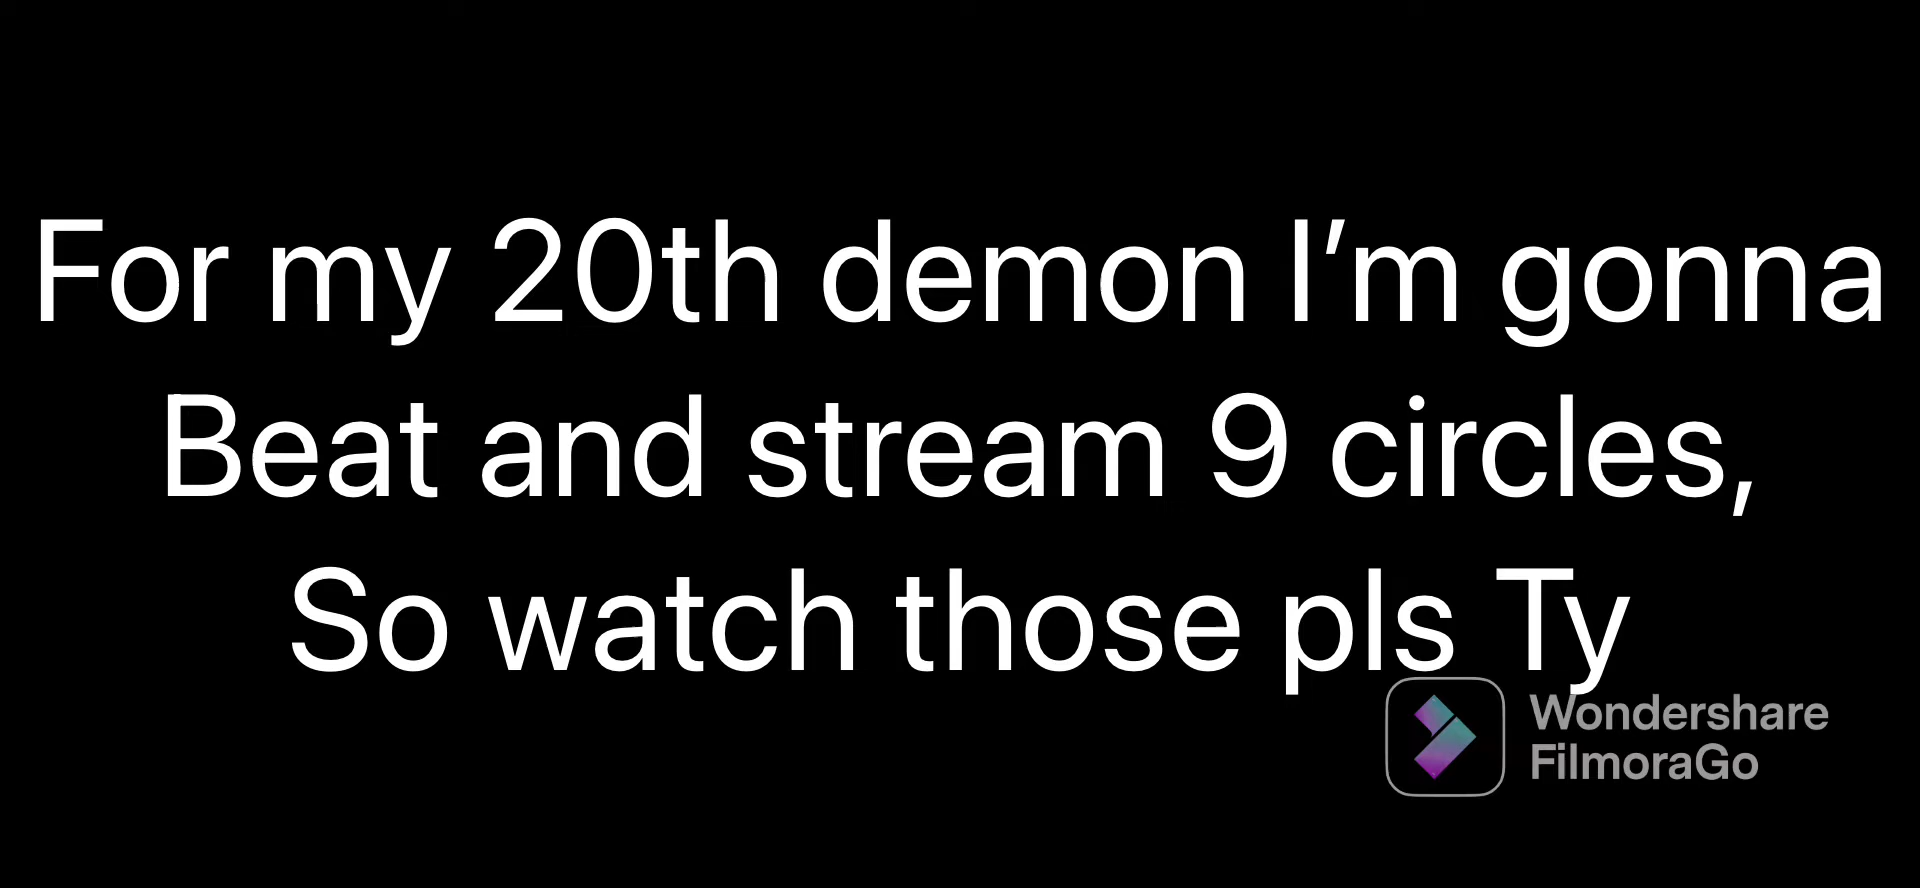 For my 20th demon I’m gonna
Beat and stream 9 circles,
So watch those pls Ty
Wondershare
FilmoraGo